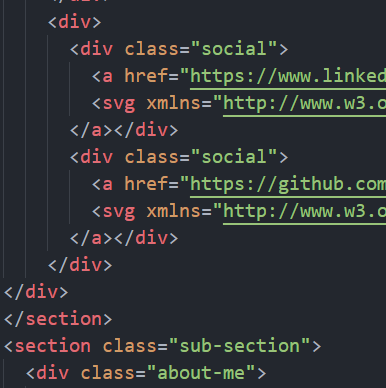 </div>
<div>
<div class="social">
<a href="https://www.linked
<svg xmlns="http://www.w3.o
</a></div>
<div class="social">
<a href="https://github.com
<svg xmlns="http://www.w3.o
</a></div>
</div>
</div>
</section>
<section class="sub-section">
<div class="about-me">